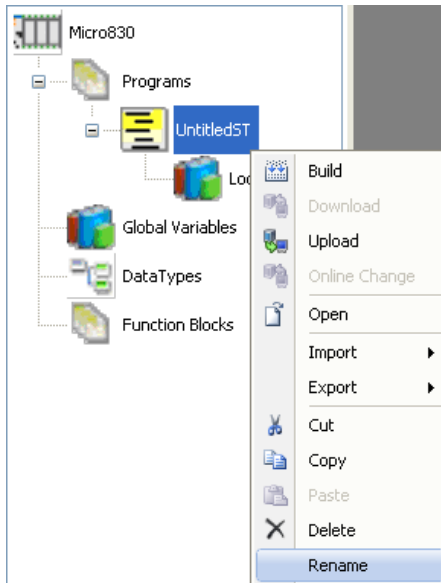 Micro830
Programs
UntitledST
Loc
Global Variables
DataTypes
Function Blocks
Build
Download
Upload
Online Change
Open
Import
Export
Cut
Copy
Paste
Delete
Rename